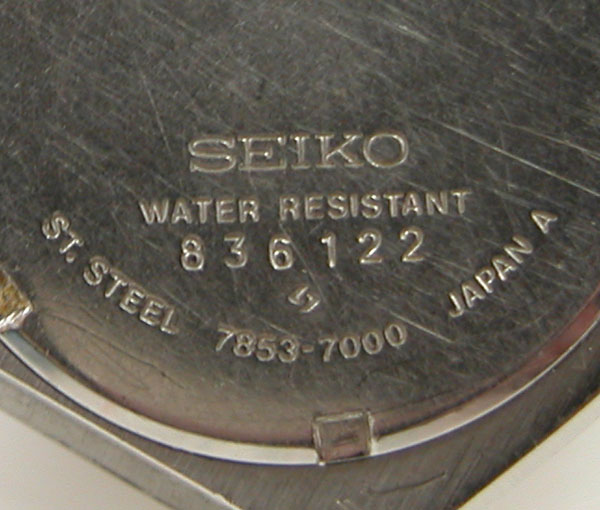 SEIKO
WATER RESISTANT
836122
ST. STEEL 7853-7000 JAPAN A